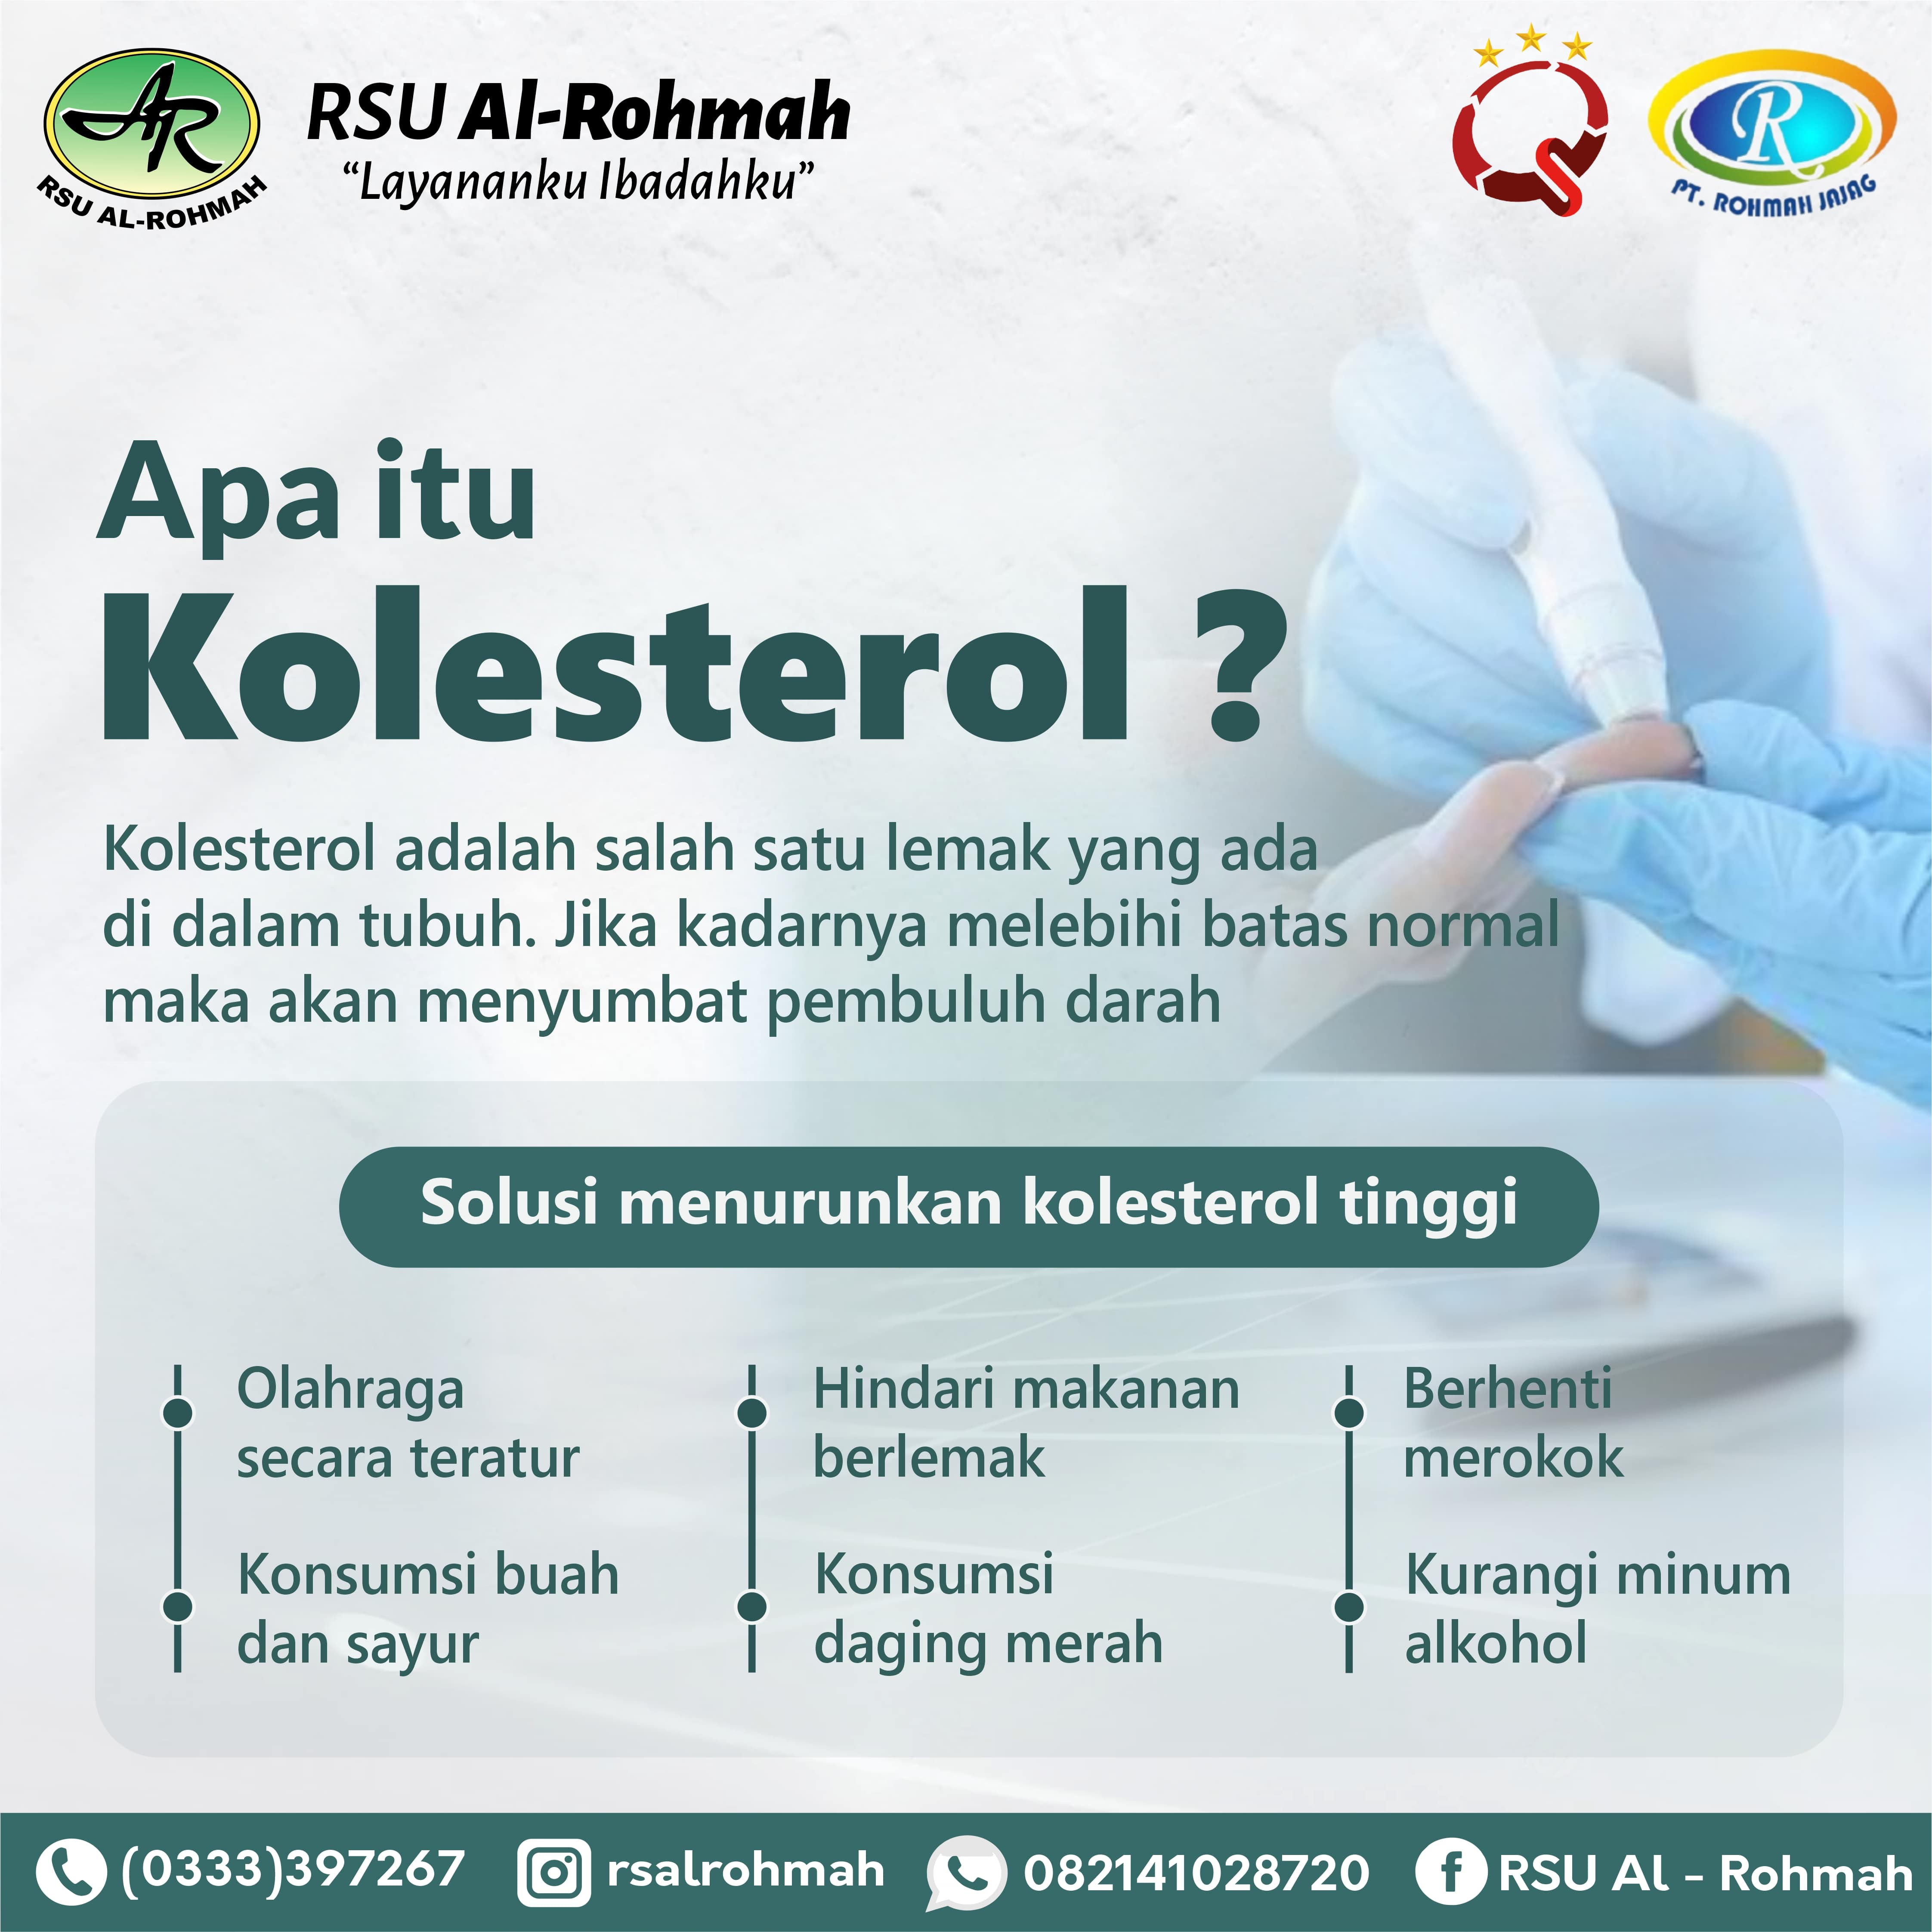 AR
RSU AL-ROHMAH
RSU Al-Rohmah
“Layananku Ibadahku”
R
PT. ROHMAH JAJAG
Apa itu
Kolesterol ?
Kolesterol adalah salah satu lemak yang ada
di dalam tubuh. Jika kadarnya melebihi batas normal
maka akan menyumbat pembuluh darah
Solusi menurunkan kolesterol tinggi
Olahraga
secara teratur
Konsumsi buah
dan sayur
Hindari makanan
berlemak
Konsumsi
daging merah
Berhenti
merokok
Kurangi minum
alkohol
(0333)397267
rsalrohmah
082141028720
RSU Al - Rohmah